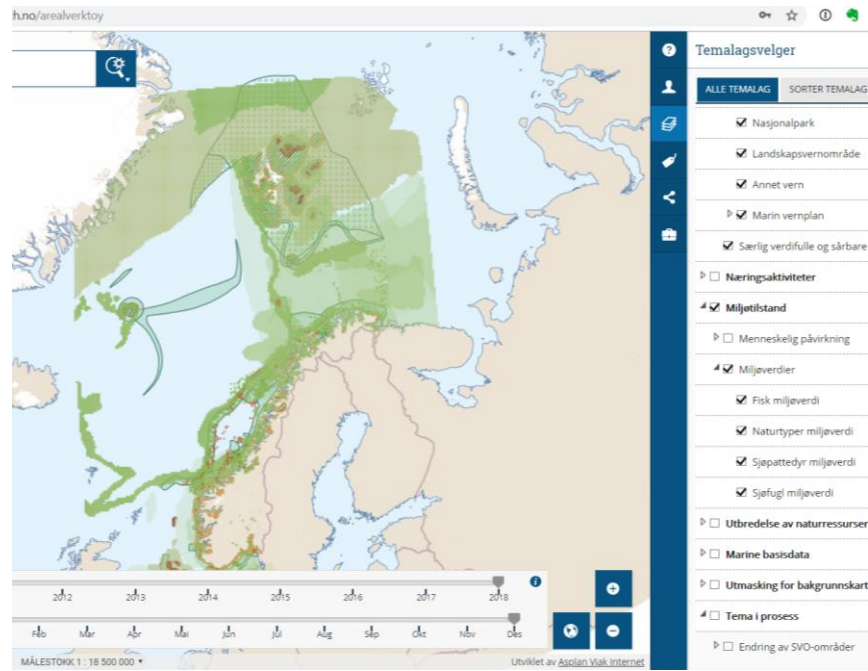 h.no/arealverktoy
Temalagsvelger
ALLE TEMALAG
SORTER TEMALAG
Nasjonalpark
Landskapsvernområde
Annet vern
Marin vernplan
Særlig verdifulle og sårbare
Næringsaktiviteter
Miljøtilstand
Menneskelig påvirkning
Miljøverdier
Fisk miljøverdi
Naturtyper miljøverdi
Sjøpattedyr miljøverdi
Sjøfugl miljøverdi
Utbredelse av naturressurser
Marine basisdata
Utmasking for bakgrunnskart
Tema i prosess
Endring av SVO-områder
2012 2013 2014 2015 2016 2017 2018
Feb Mar Apr Mai Jun Jul Aug Sep Okt Nov Des
MÅLESTOKK 1 : 18 500 000
Utviklet av Asplan Viak Internet